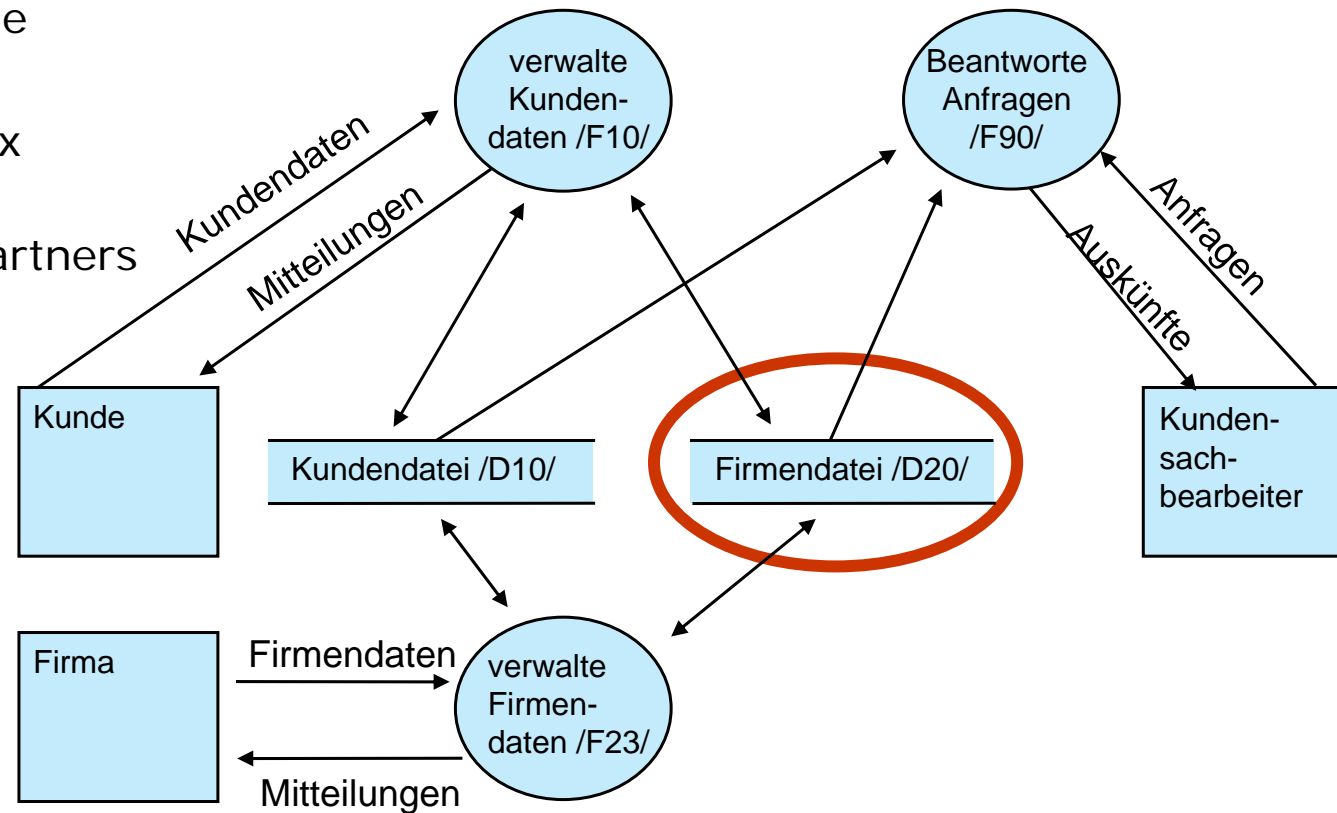 e
x
artners
verwalte
Kunden-
daten /F10/
Beantworte
Anfragen
/F90/
Kundendaten
Mitteilungen
Anfragen
Auskünfte
Kunde
Kundendatei /D10/
Firmendatei /D20/
Kunden-
sach-
bearbeiter
Firma
Firmendaten
Mitteilungen
verwalte
Firmen-
daten /F23/